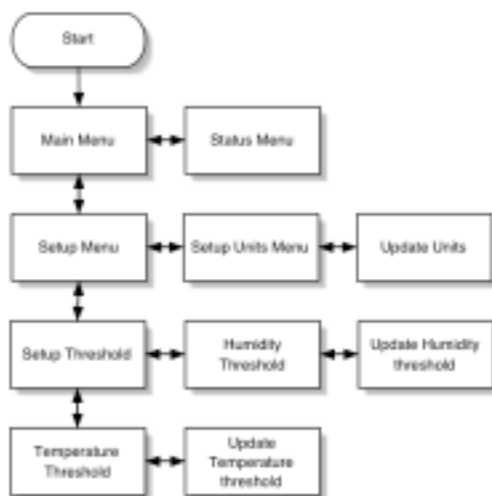 Start
Main Menu
Status Menu
Setup Menu
Setup Units Menu
Update Units
Setup Threshold
Humidity
Threshold
Update Humidity
threshold
Temperature
Threshold
Update
Temperature
threshold